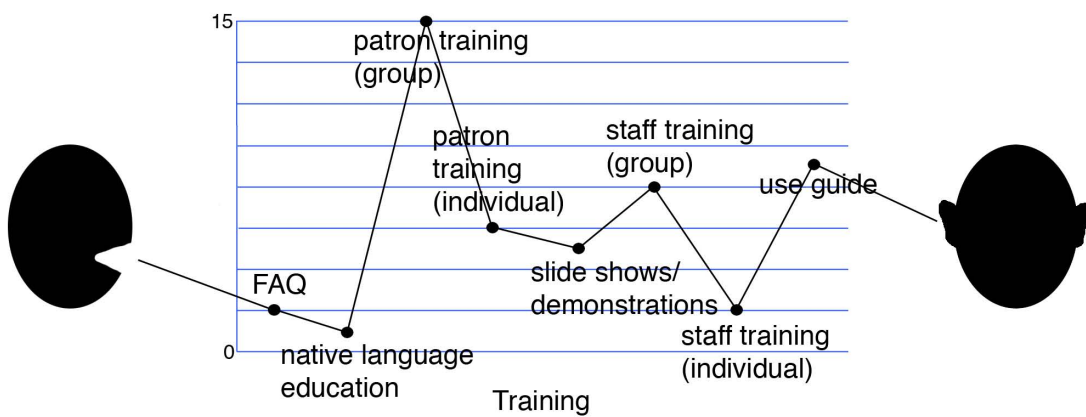 15
patron training
(group)
patron
training
(individual)
staff training
(group)
use guide
FAQ
slide shows/
demonstrations
staff training
(individual)
0
native language
education
Training